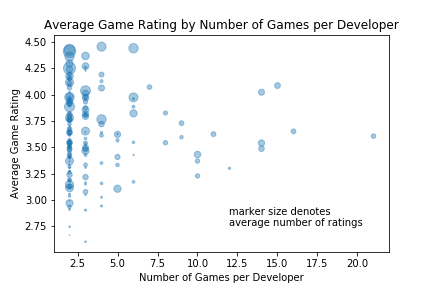 Average Game Rating by Number of Games per Developer
4.50
4.25
4.00
3.75
3.50
3.25
3.00
2.75
Average Game Rating
marker size denotes
average number of ratings
2.5 5.0 7.5 10.0 12.5 15.0 17.5 20.0
Number of Games per Developer